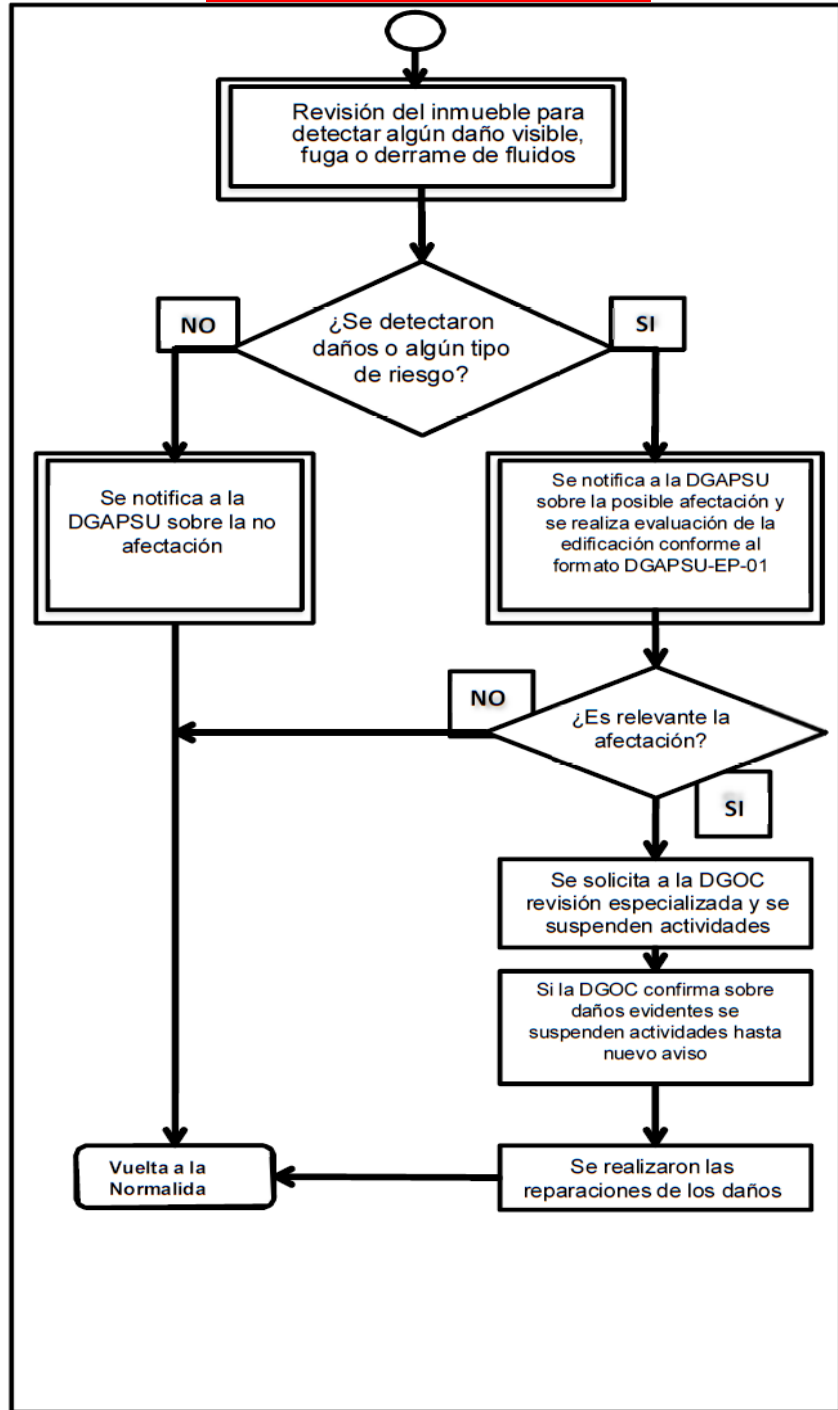 Revisión del inmueble para
detectar algún daño visible,
fuga o derrame de fluidos
¿Se detectaron
daños o algún tipo
de riesgo?
NO
SI
Se notifica a la
DGAPSU sobre la no
afectación
Se notifica a la DGAPSU
sobre la posible afectación y
se realiza evaluación de la
edificación conforme al
formato DGAPSU-EP-01
¿Es relevante la
afectación?
NO
SI
Se solicita a la DGOC
revisión especializada y se
suspenden actividades
Si la DGOC confirma sobre
daños evidentes se
suspenden actividades hasta
nuevo aviso
Se realizaron las
reparaciones de los daños
Vuelta a la
Normalida